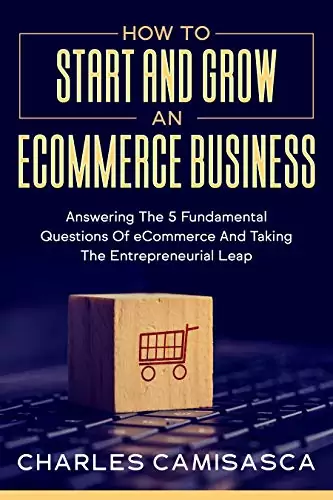 HOW TO
START AND GROW
AN
ECOMMERCE BUSINESS
Answering The 5 Fundamental
Questions Of eCommerce And Taking
The Entrepreneurial Leap
CHARLES CAMISASCA